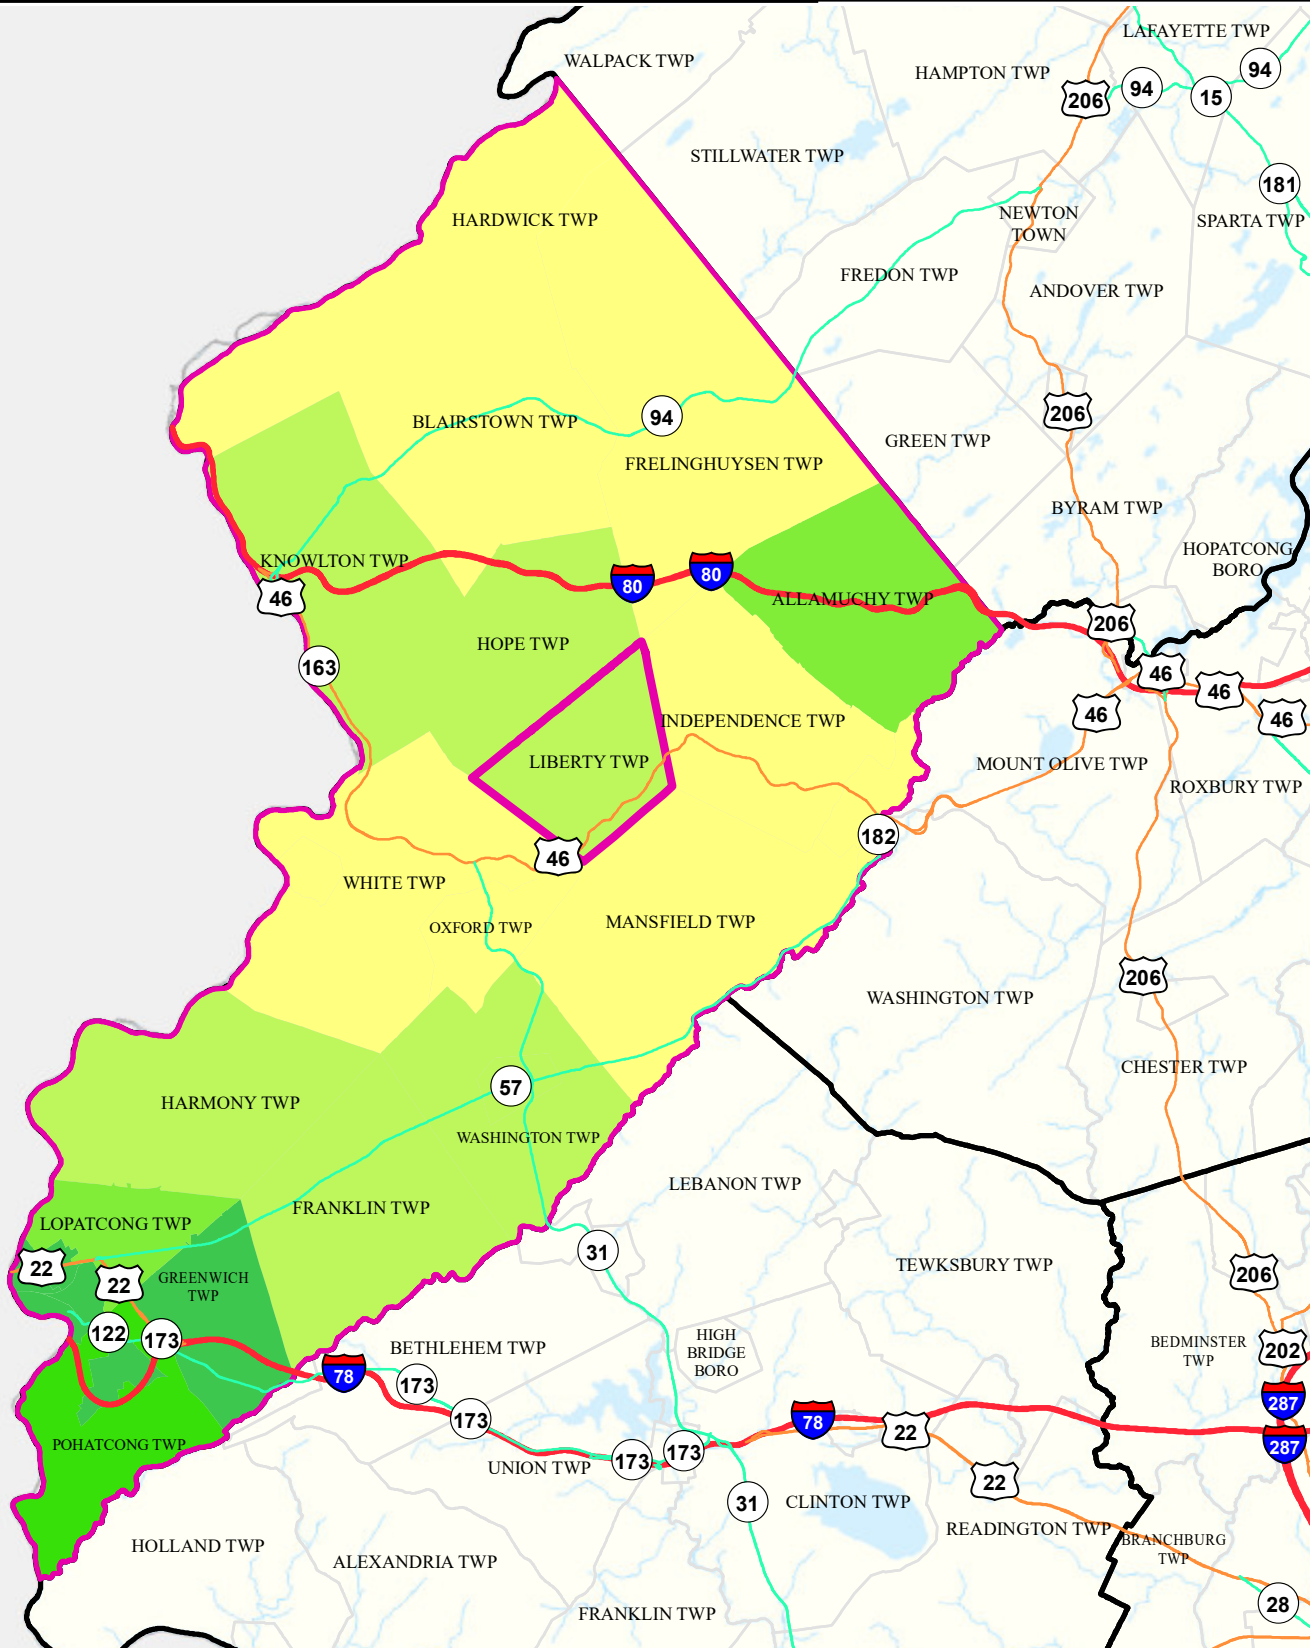 LAFAYETTE TWP
WALPACK TWP
HAMPTON TWP
94
206
94
15
STILLWATER TWP
181
HARDWICK TWP
NEWTON
TOWN
SPARTA TWP
FREDON TWP
ANDOVER TWP
206
BLAIRSTOWN TWP
94
GREEN TWP
FRELINGHUYSEN TWP
BYRAM TWP
HOPATCONG
BORO
KNOWLTON TWP
80
80
46
ALLAMUCHY TWP
206
HOPE TWP
163
46
46
46
46
INDEPENDENCE TWP
LIBERTY TWP
MOUNT OLIVE TWP
ROXBURY TWP
182
46
WHITE TWP
OXFORD TWP
MANSFIELD TWP
206
WASHINGTON TWP
CHESTER TWP
57
HARMONY TWP
WASHINGTON TWP
LEBANON TWP
FRANKLIN TWP
LOPATCONG TWP
31
22
22
GREENWICH
TWP
TEWKSBURY TWP
206
122
173
BETHLEHEM TWP
HIGH
BRIDGE
BORO
BEDMINSTER
TWP
202
78
173
287
173
78
22
287
POHATCONG TWP
UNION TWP
173
173
22
31
CLINTON TWP
READINGTON TWP
BRANCHBURG
TWP
HOLLAND TWP
ALEXANDRIA TWP
28
FRANKLIN TWP